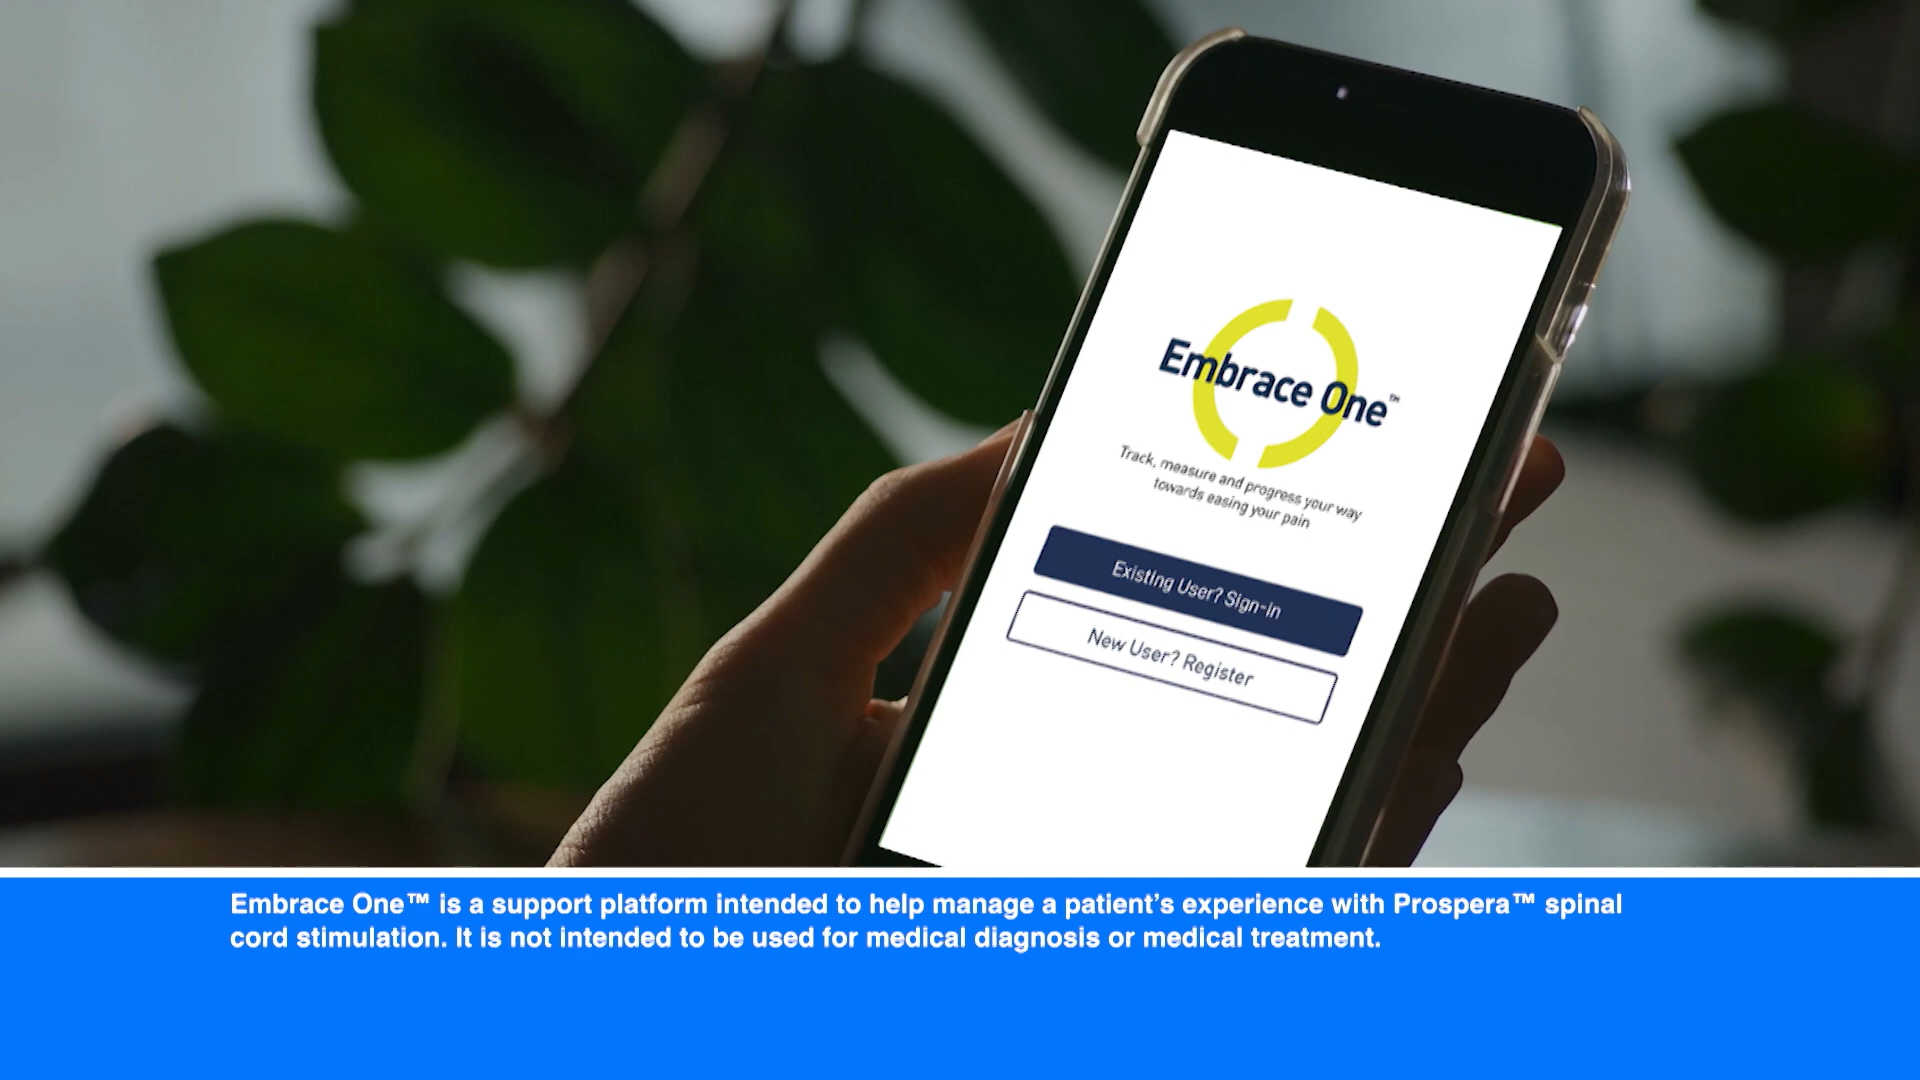 Embrace One™
Track, measure and progress your way
towards easing your pain
Existing User? Sign-In
New User? Register
Embrace One™ is a support platform intended to help manage a patient’s experience with Prospera™ spinal
cord stimulation. It is not intended to be used for medical diagnosis or medical treatment.